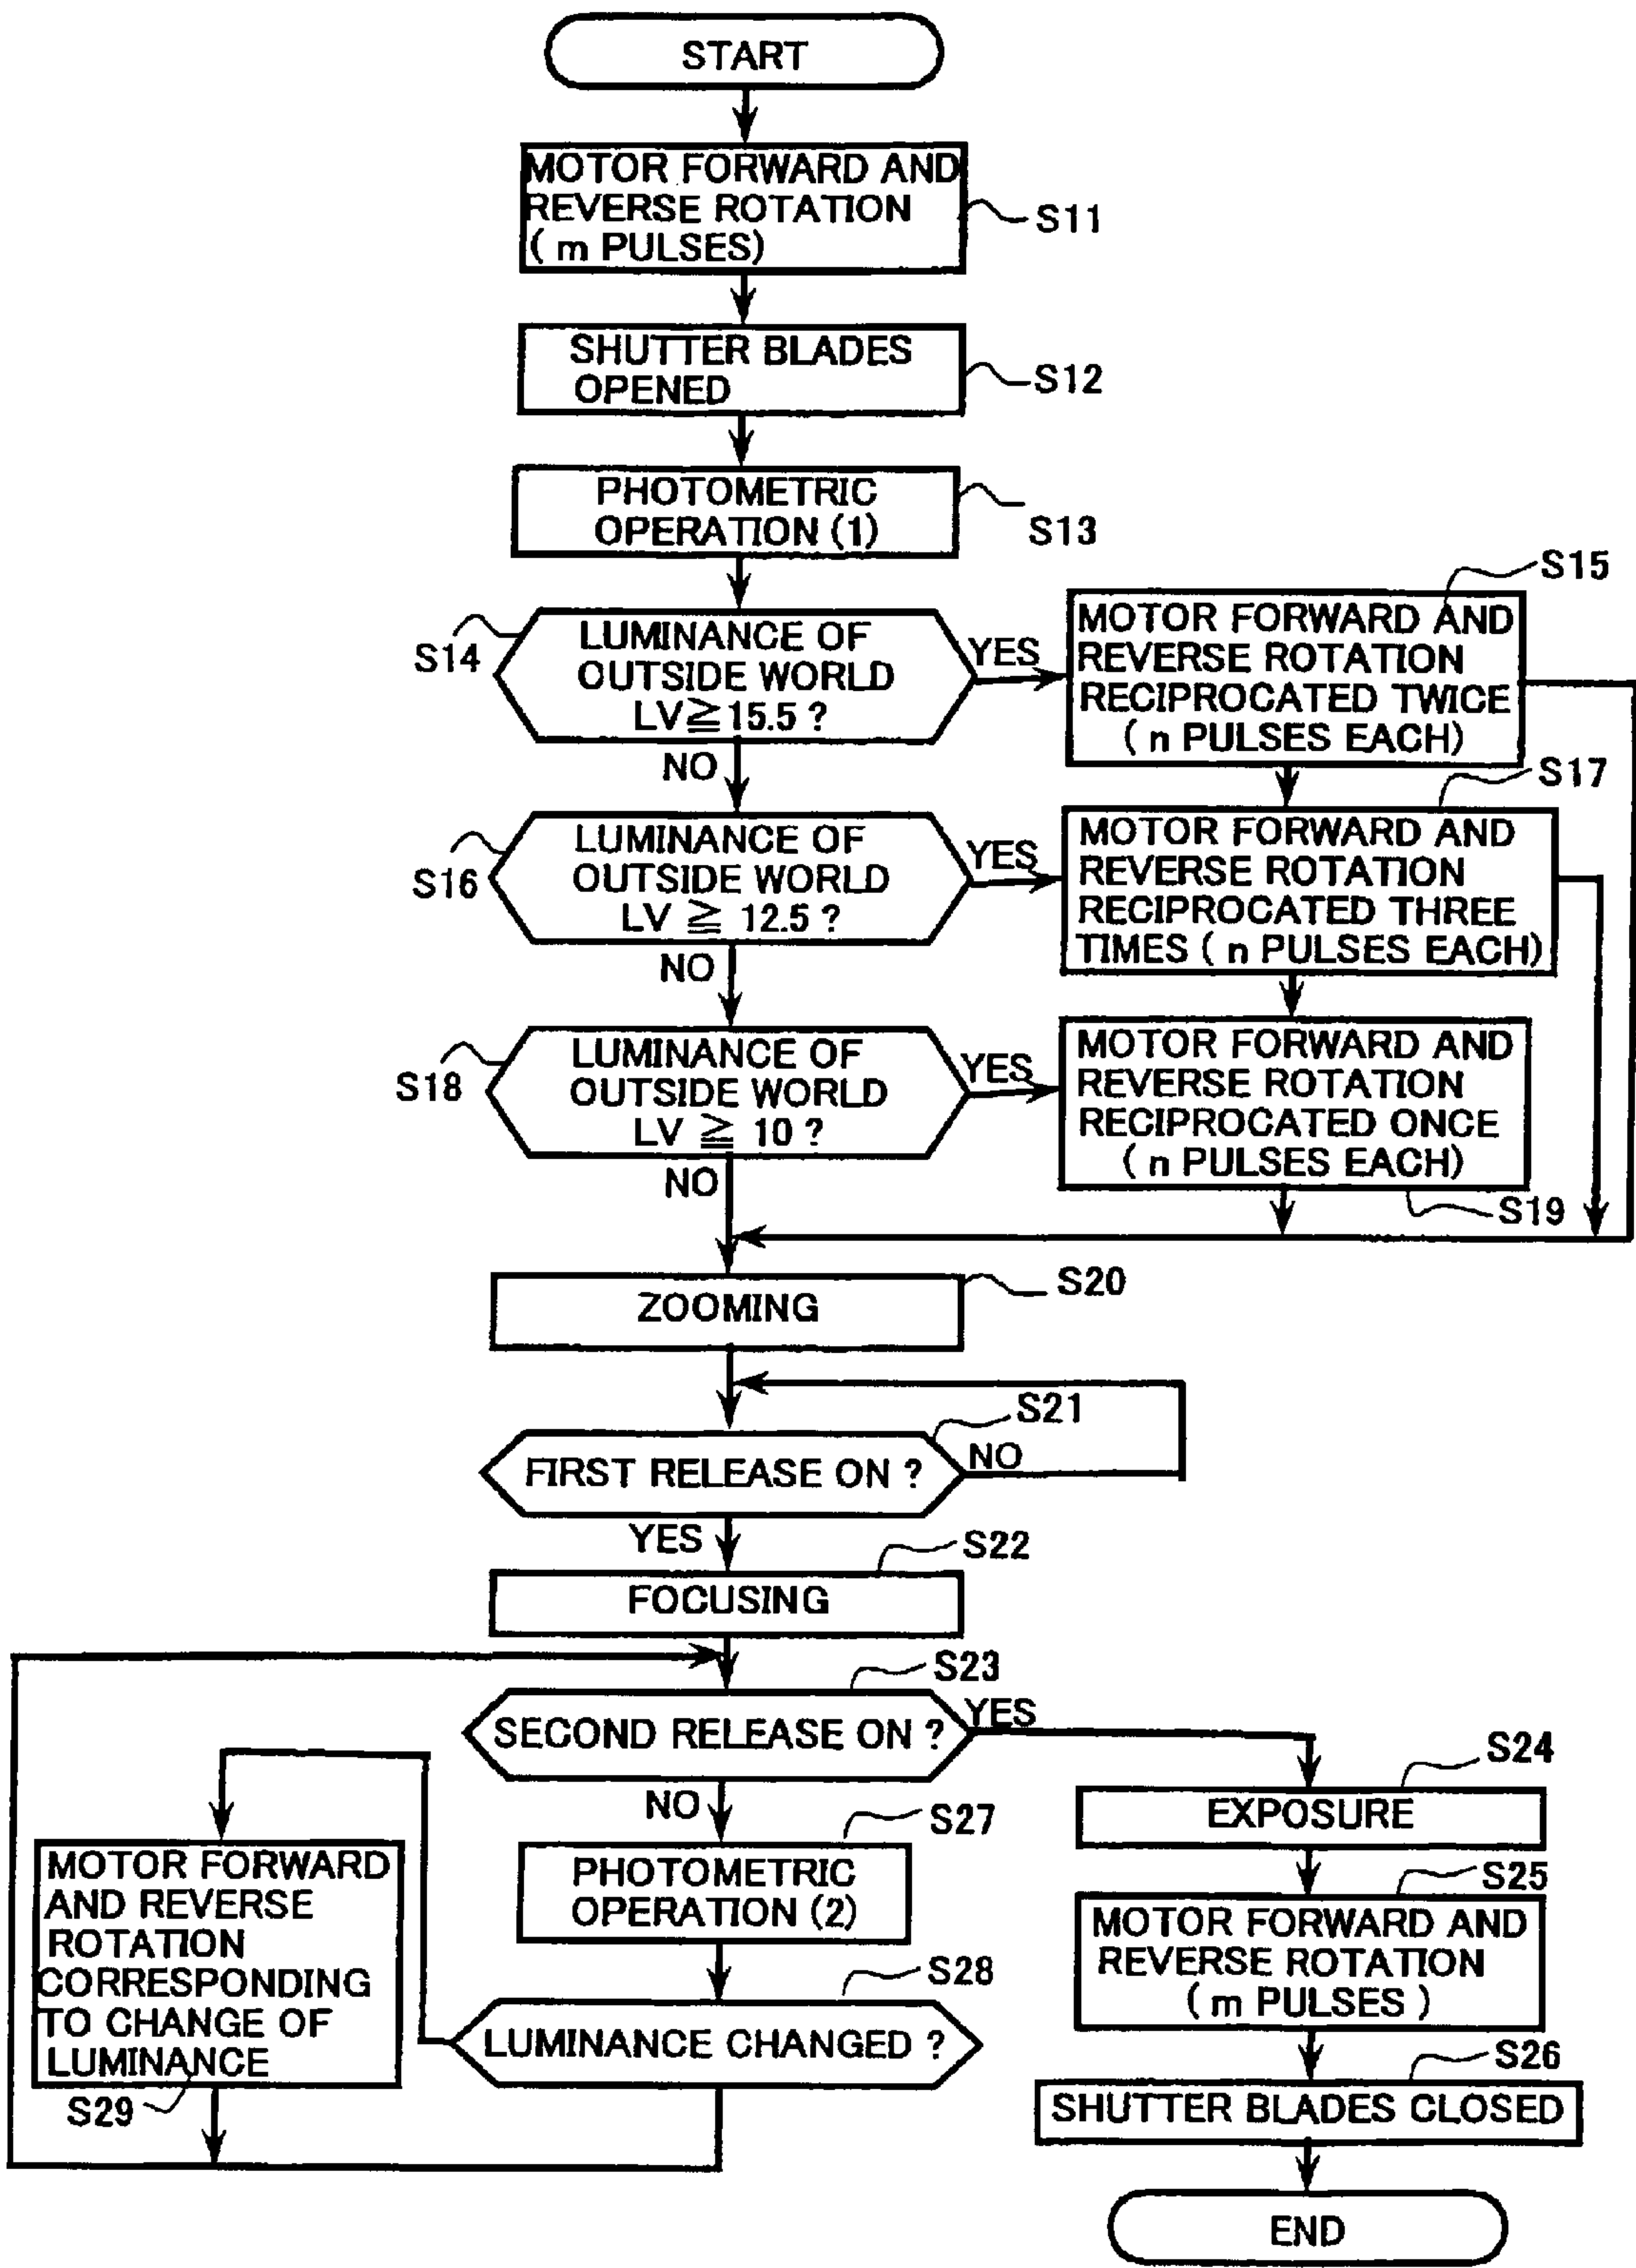 START
MOTOR FORWARD AND
REVERSE ROTATION
( m PULSES)
S11
SHUTTER BLADES
OPENED
S12
PHOTOMETRIC
OPERATION (1)
S13
S14
LUMINANCE OF
OUTSIDE WORLD
LV ≧ 15.5 ?
YES
NO
S15
MOTOR FORWARD AND
REVERSE ROTATION
RECIPROCATED TWICE
( n PULSES EACH)
S16
LUMINANCE OF
OUTSIDE WORLD
LV ≧ 12.5 ?
YES
NO
S17
MOTOR FORWARD AND
REVERSE ROTATION
RECIPROCATED THREE
TIMES ( n PULSES EACH)
S18
LUMINANCE OF
OUTSIDE WORLD
LV ≧ 10 ?
YES
NO
MOTOR FORWARD AND
REVERSE ROTATION
RECIPROCATED ONCE
( n PULSES EACH)
S19
ZOOMING
S20
S21
FIRST RELEASE ON ?
NO
YES
S22
FOCUSING
S23
SECOND RELEASE ON ?
YES
NO
S24
EXPOSURE
S25
MOTOR FORWARD AND
REVERSE ROTATION
( m PULSES )
S26
SHUTTER BLADES CLOSED
END
S27
PHOTOMETRIC
OPERATION (2)
S28
LUMINANCE CHANGED ?
MOTOR FORWARD
AND REVERSE
ROTATION
CORRESPONDING
TO CHANGE OF
LUMINANCE
S29